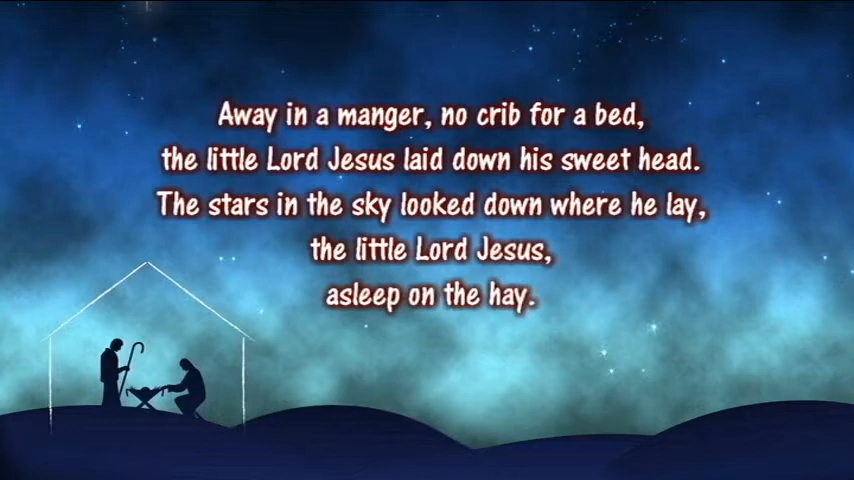 Away in a manger, no crib for a bed,
the little Lord Jesus laid down his sweet head.
The stars in the sky looked down where he lay,
the little Lord Jesus,
asleep on the hay.